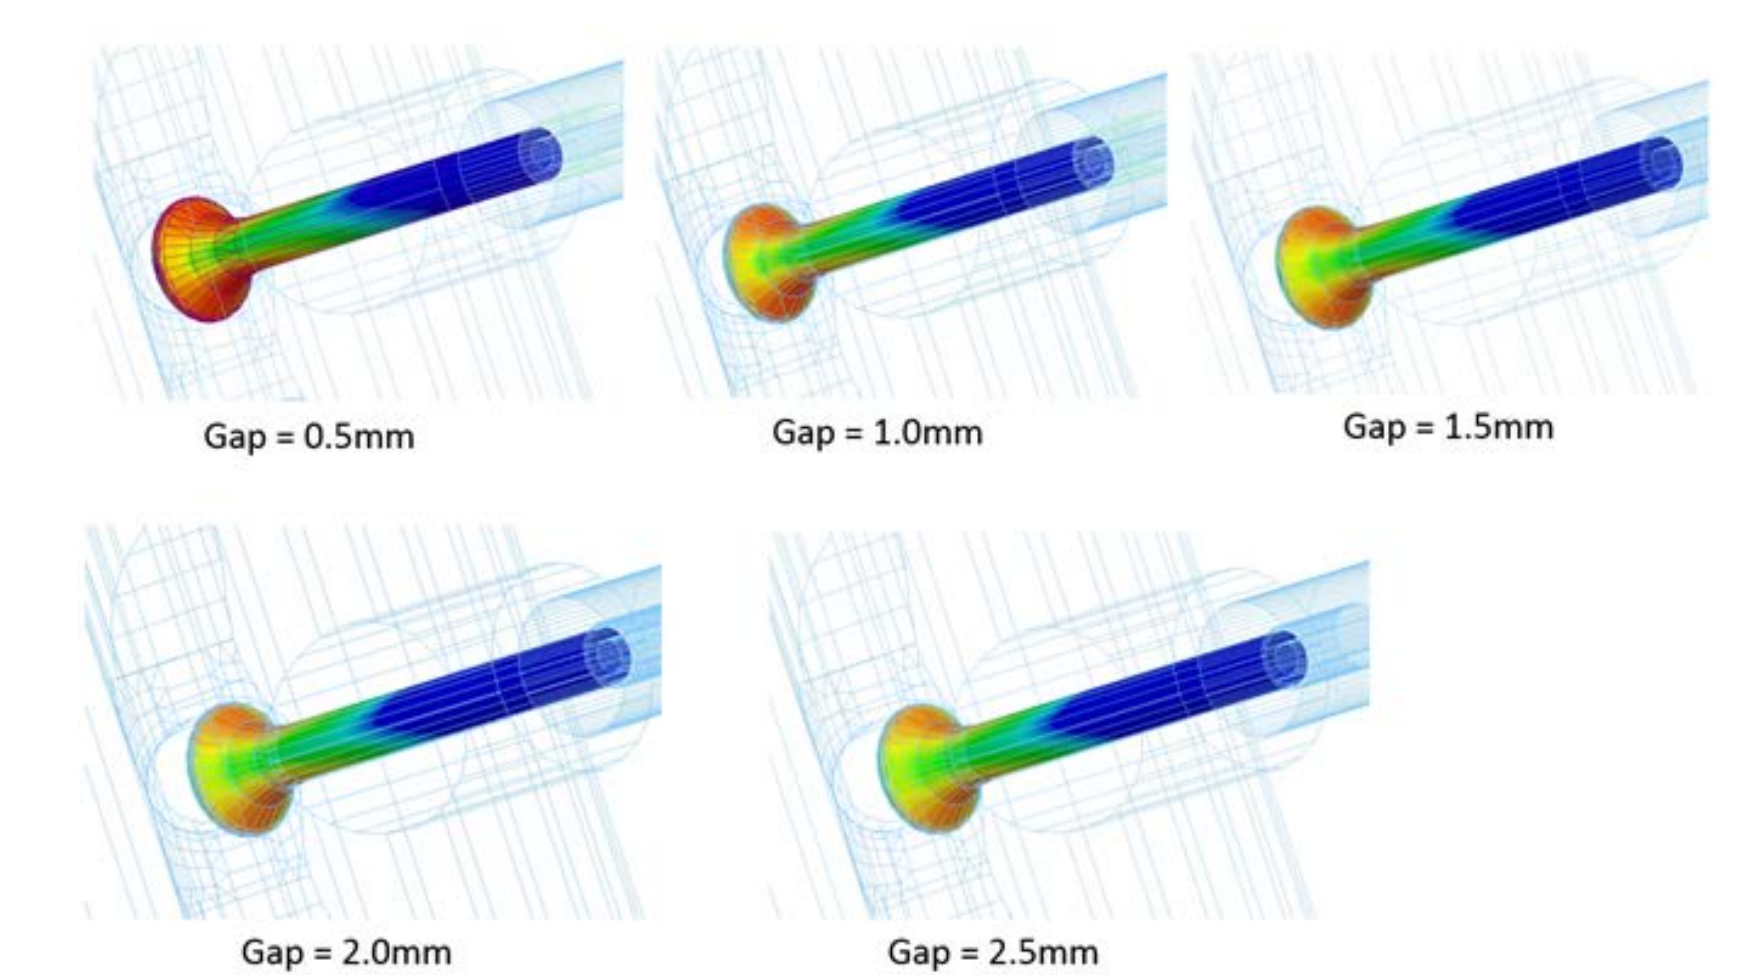 Gap = 0.5mm
Gap = 1.0mm
Gap = 1.5mm
Gap = 2.0mm
Gap = 2.5mm